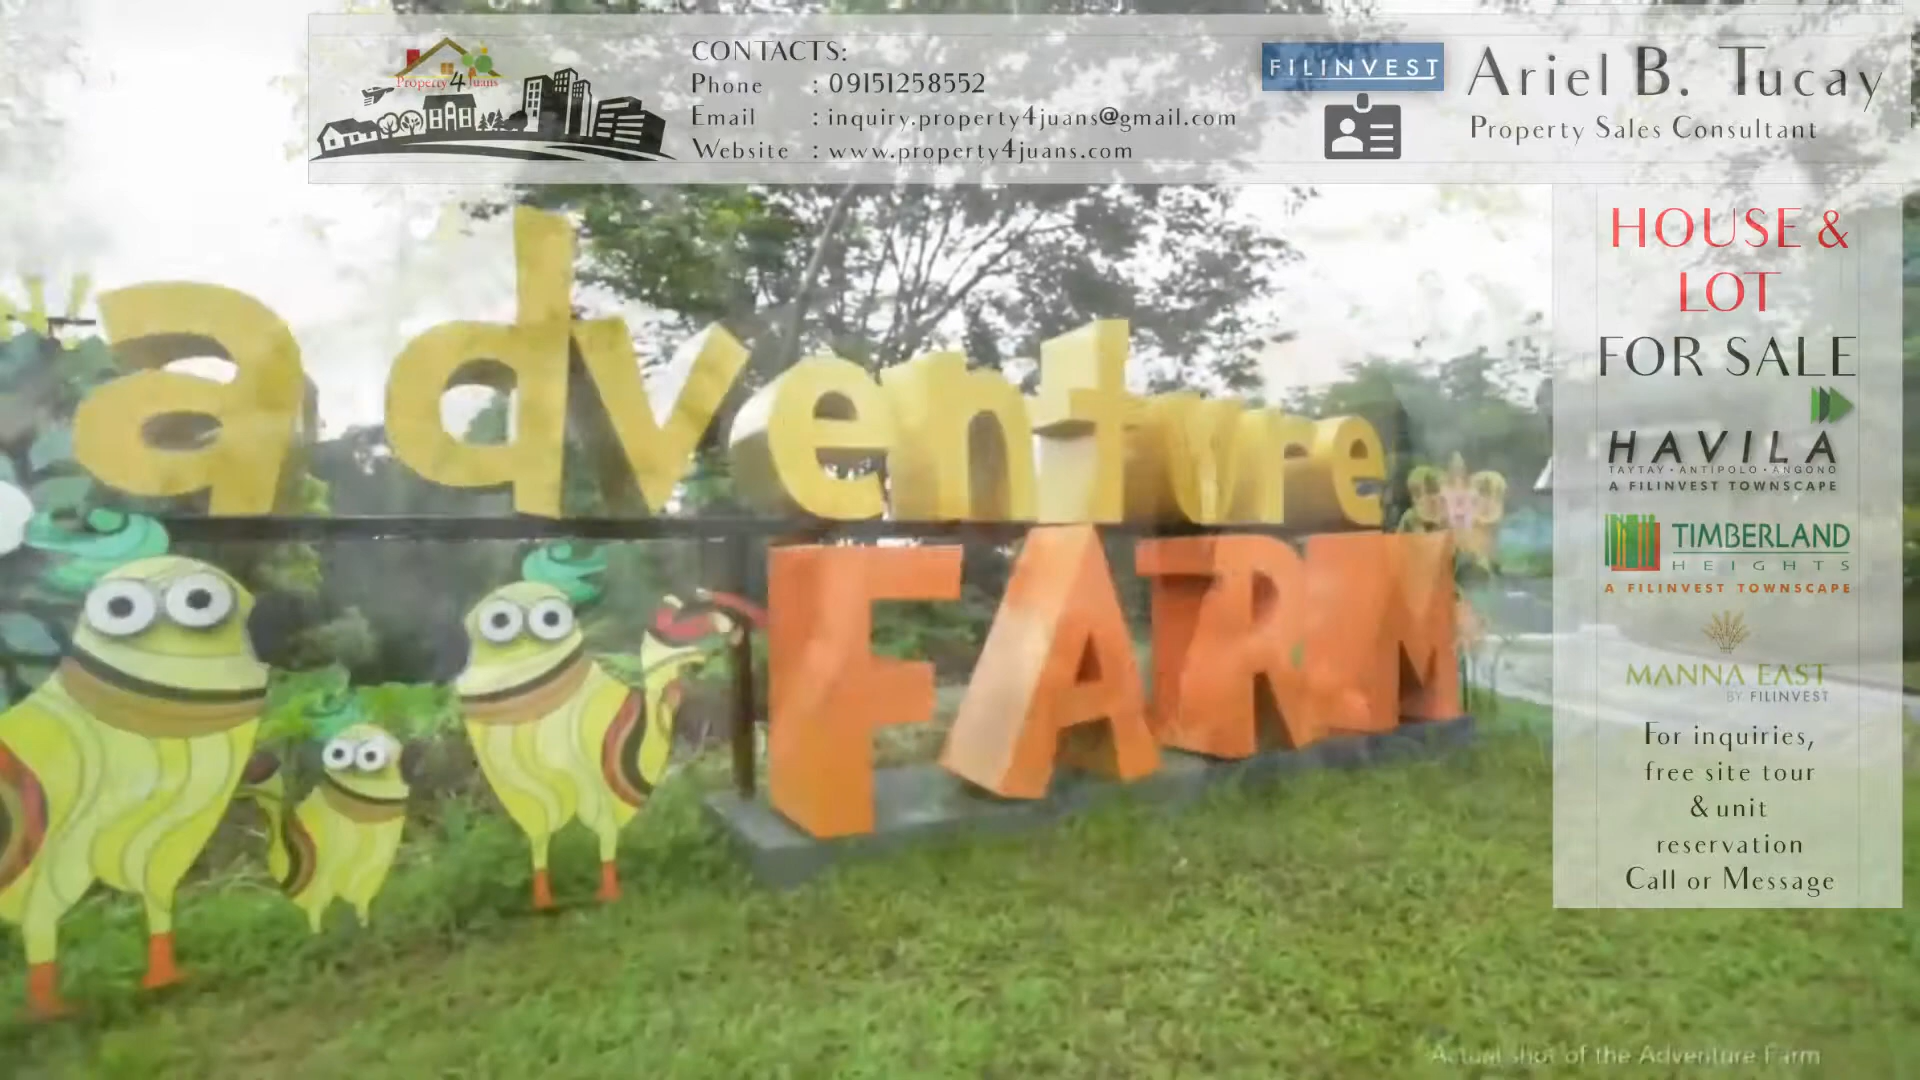 Property4Juans
CONTACTS:
Phone : 09151258552
Email : inquiry.property4juans@gmail.com
Website : www.property4juans.com
FILINVEST
Ariel B. Tucay
Property Sales Consultant
HOUSE &
LOT
FOR SALE
HAVILA
TAYTAY • ANTIPOLO • ANGONO
A FILINVEST TOWNSCAPE
TIMBERLAND
HEIGHTS
A FILINVEST TOWNSCAPE
MANNA EAST
BY FILINVEST
For inquiries,
free site tour
& unit
reservation
Call or Message
adventure
FARM
Actual shot of the Adventure Farm